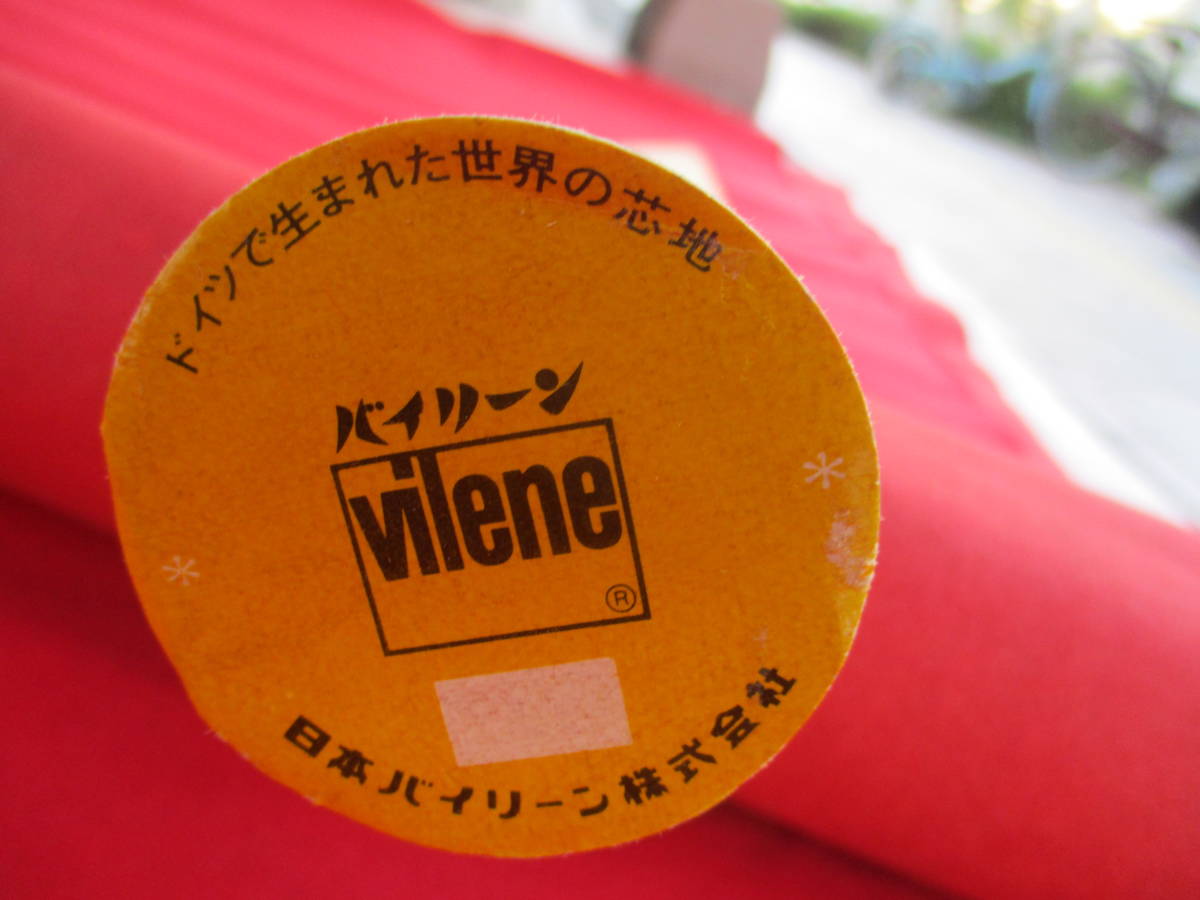 ドイツで生まれた世界の芯地
バイリーン
vilene
®
日本バイリーン株式会社